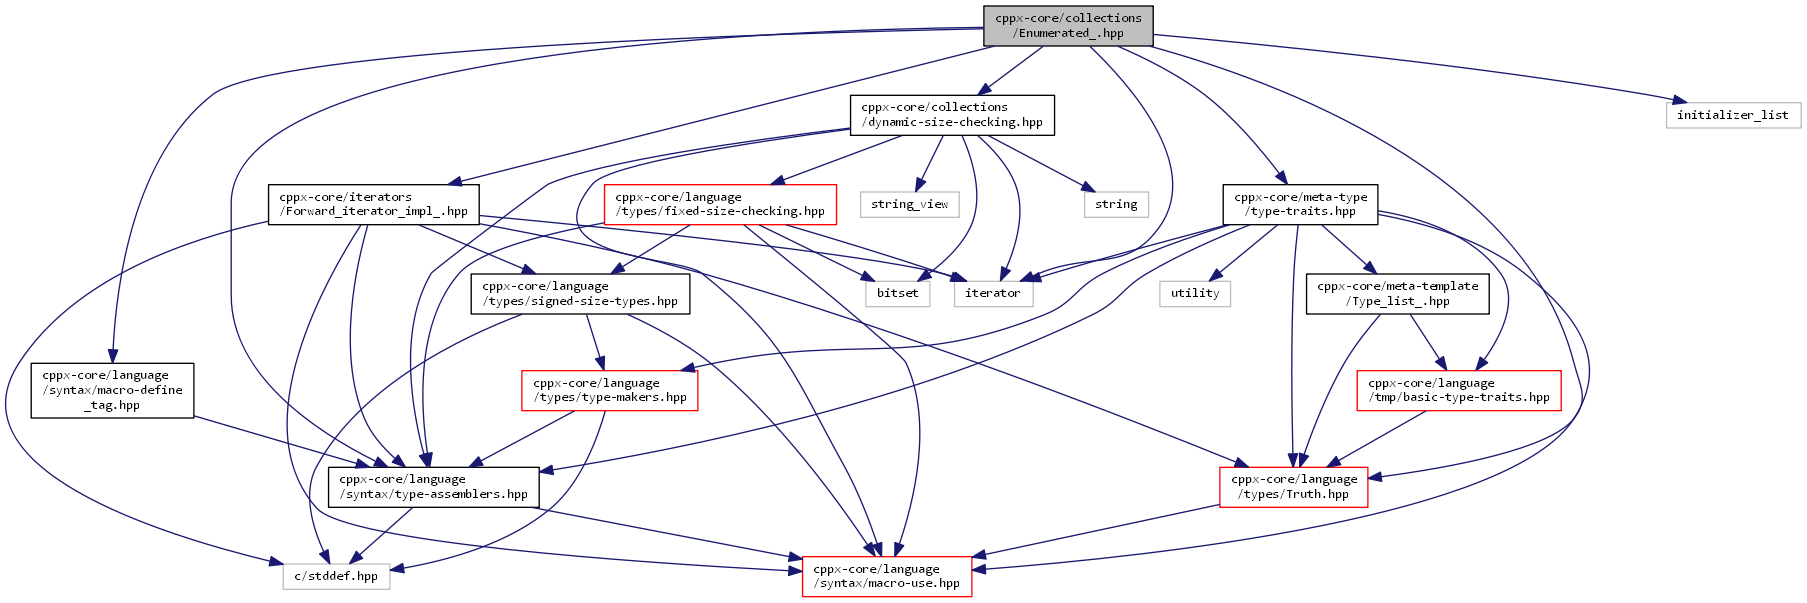 cppx-core/collections
/Enumerated_.hpp
cppx-core/collections
/dynamic-size-checking.hpp
initializer_list
cppx-core/iterators
/Forward_iterator_impl_.hpp
cppx-core/language
/types/fixed-size-checking.hpp
string_view
string
cppx-core/meta-type
/type-traits.hpp
cppx-core/language
/types/signed-size-types.hpp
bitset
iterator
utility
cppx-core/meta-template
/Type_list_.hpp
cppx-core/language
/syntax/macro-define
_tag.hpp
cppx-core/language
/types/type-makers.hpp
cppx-core/language
/tmp/basic-type-traits.hpp
cppx-core/language
/syntax/type-assemblers.hpp
cppx-core/language
/types/Truth.hpp
c/stddef.hpp
cppx-core/language
/syntax/macro-use.hpp